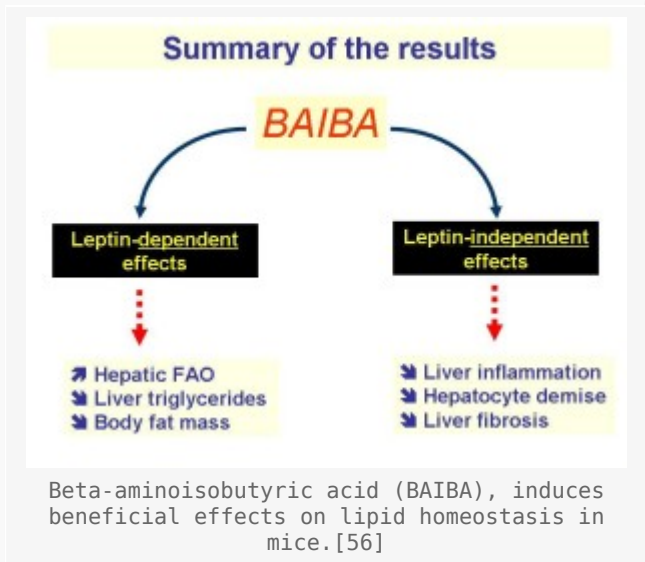 Summary of the results
BAIBA
Leptin-dependent
effects
Leptin-independent
effects
Hepatic FAO
Liver triglycerides
Body fat mass
Liver inflammation
Hepatocyte demise
Liver fibrosis
Beta-aminoisobutyric acid (BAIBA), induces
beneficial effects on lipid homeostasis in
mice.[56]